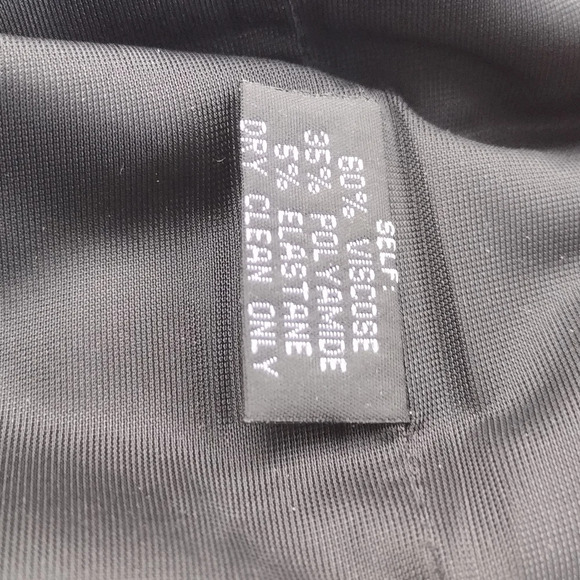 SELF:
60% VISCOSE
35% POLYAMIDE
5% ELASTANE
DRY CLEAN ONLY